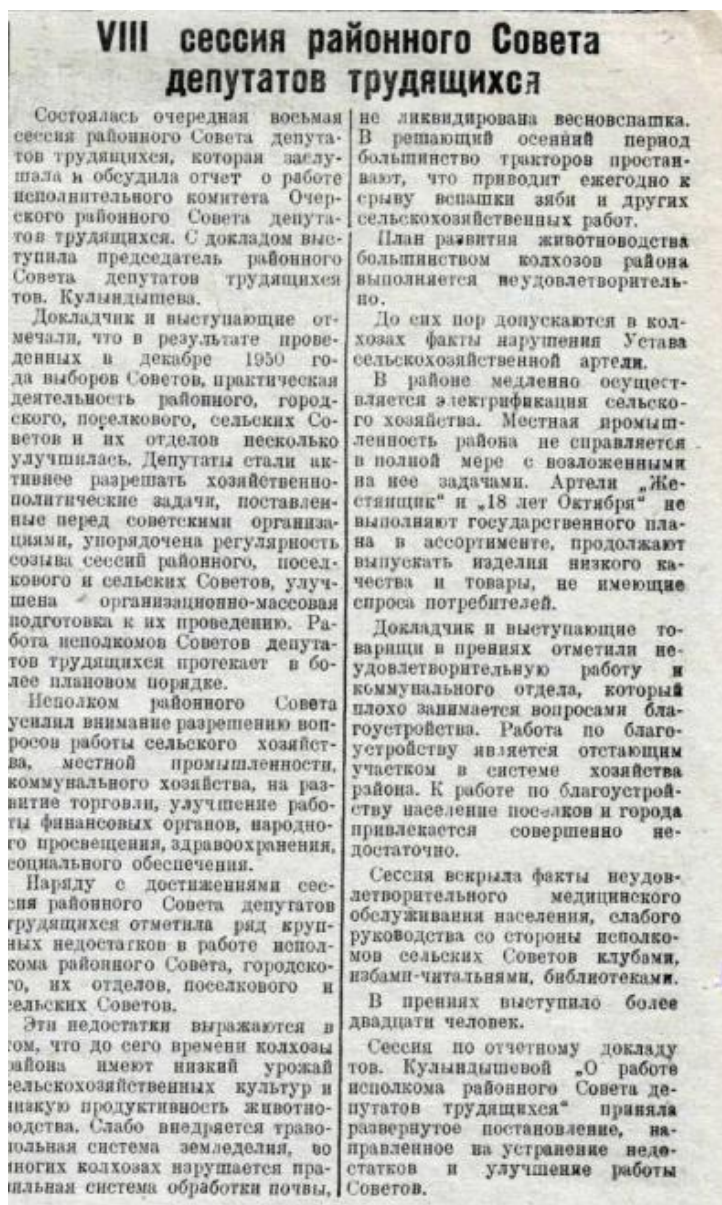 VIII сессия районного Совета
депутатов трудящихся
Состоялась очередная восьмая
сессия районного Совета депута-
тов трудящихся, которая заслу-
шала и обсудила отчет о работе
исполнительного комитета Очер-
ского районного Совета депута-
тов трудящихся. С докладом выс-
тупила председатель районного
Совета депутатов трудящихся
тов. Кулындышева.
Докладчик и выступающие от-
мечали, что в результате прове-
денных в декабре 1950 го-
да выборов Советов, практическая
деятельность районного, город-
ского, поселкового, сельских Со-
ветов и их отделов несколько
улучшилась. Депутаты стали ак-
тивнее разрешать хозяйственно-
политические задачи, поставлен-
ные перед советскими организа-
циями, упорядочена регулярность
созыва сессий районного, посел-
кового и сельских Советов, улуч-
шена организационно-массовая
подготовка к их проведению. Ра-
бота исполкомов Советов депута-
тов трудящихся протекает в бо-
лее плановом порядке.
Исполком районного Совета
усилил внимание разрешению воп-
росов работы сельского хозяйст-
ва, местной промышленности,
коммунального хозяйства, на раз-
витие торговли, улучшение рабо-
ты финансовых органов, народно-
го просвещения, здравоохранения,
социального обеспечения.
Наряду с достижениями сес-
сия районного Совета депутатов
трудящихся отметила ряд круп-
ных недостатков в работе испол-
кома районного Совета, городско-
го, их отделов, поселкового и
сельских Советов.
Эти недостатки выражаются в
том, что до сего времени колхозы
района имеют низкий урожай
сельскохозяйственных культур и
низкую продуктивность животно-
водства. Слабо внедряется траво-
польная система земледелия, во
многих колхозах нарушается пра-
вильная система обработки почвы,
не ликвидирована весновспашка.
В решающий осенний период
большинство тракторов простаи-
вают, что приводит ежегодно к
срыву вспашки зяби и других
сельскохозяйственных работ.
План развития животноводства
большинством колхозов района
выполняется неудовлетворитель-
но.
До сих пор допускаются в кол-
хозах факты нарушения Устава
сельскохозяйственной артели.
В районе медленно осущест-
вляется электрификация сельско-
го хозяйства. Местная промыш-
ленность района не справляется
в полной мере с возложенными
на нее задачами. Артели „Же-
стянщик“ и „18 лет Октября“ не
выполняют государственного пла-
на в ассортименте, продолжают
выпускать изделия низкого ка-
чества и товары, не имеющие
спроса потребителей.
Докладчик и выступающие то-
варищи в прениях отметили не-
удовлетворительную работу и
коммунального отдела, который
плохо занимается вопросами бла-
гоустройства. Работа по благо-
устройству является отстающим
участком в системе хозяйства
района. К работе по благоустрой-
ству население поселков и города
привлекается совершенно не-
достаточно.
Сессия вскрыла факты неудов-
летворительного медицинского
обслуживания населения, слабого
руководства со стороны исполко-
мов сельских Советов клубами,
избами-читальнями, библиотеками.
В прениях выступило более
двадцати человек.
Сессия по отчетному докладу
тов. Кулындышевой „О работе
исполкома районного Совета де-
путатов трудящихся“ приняла
развернутое постановление, на-
правленное на устранение недо-
статков и улучшение работы
Советов.